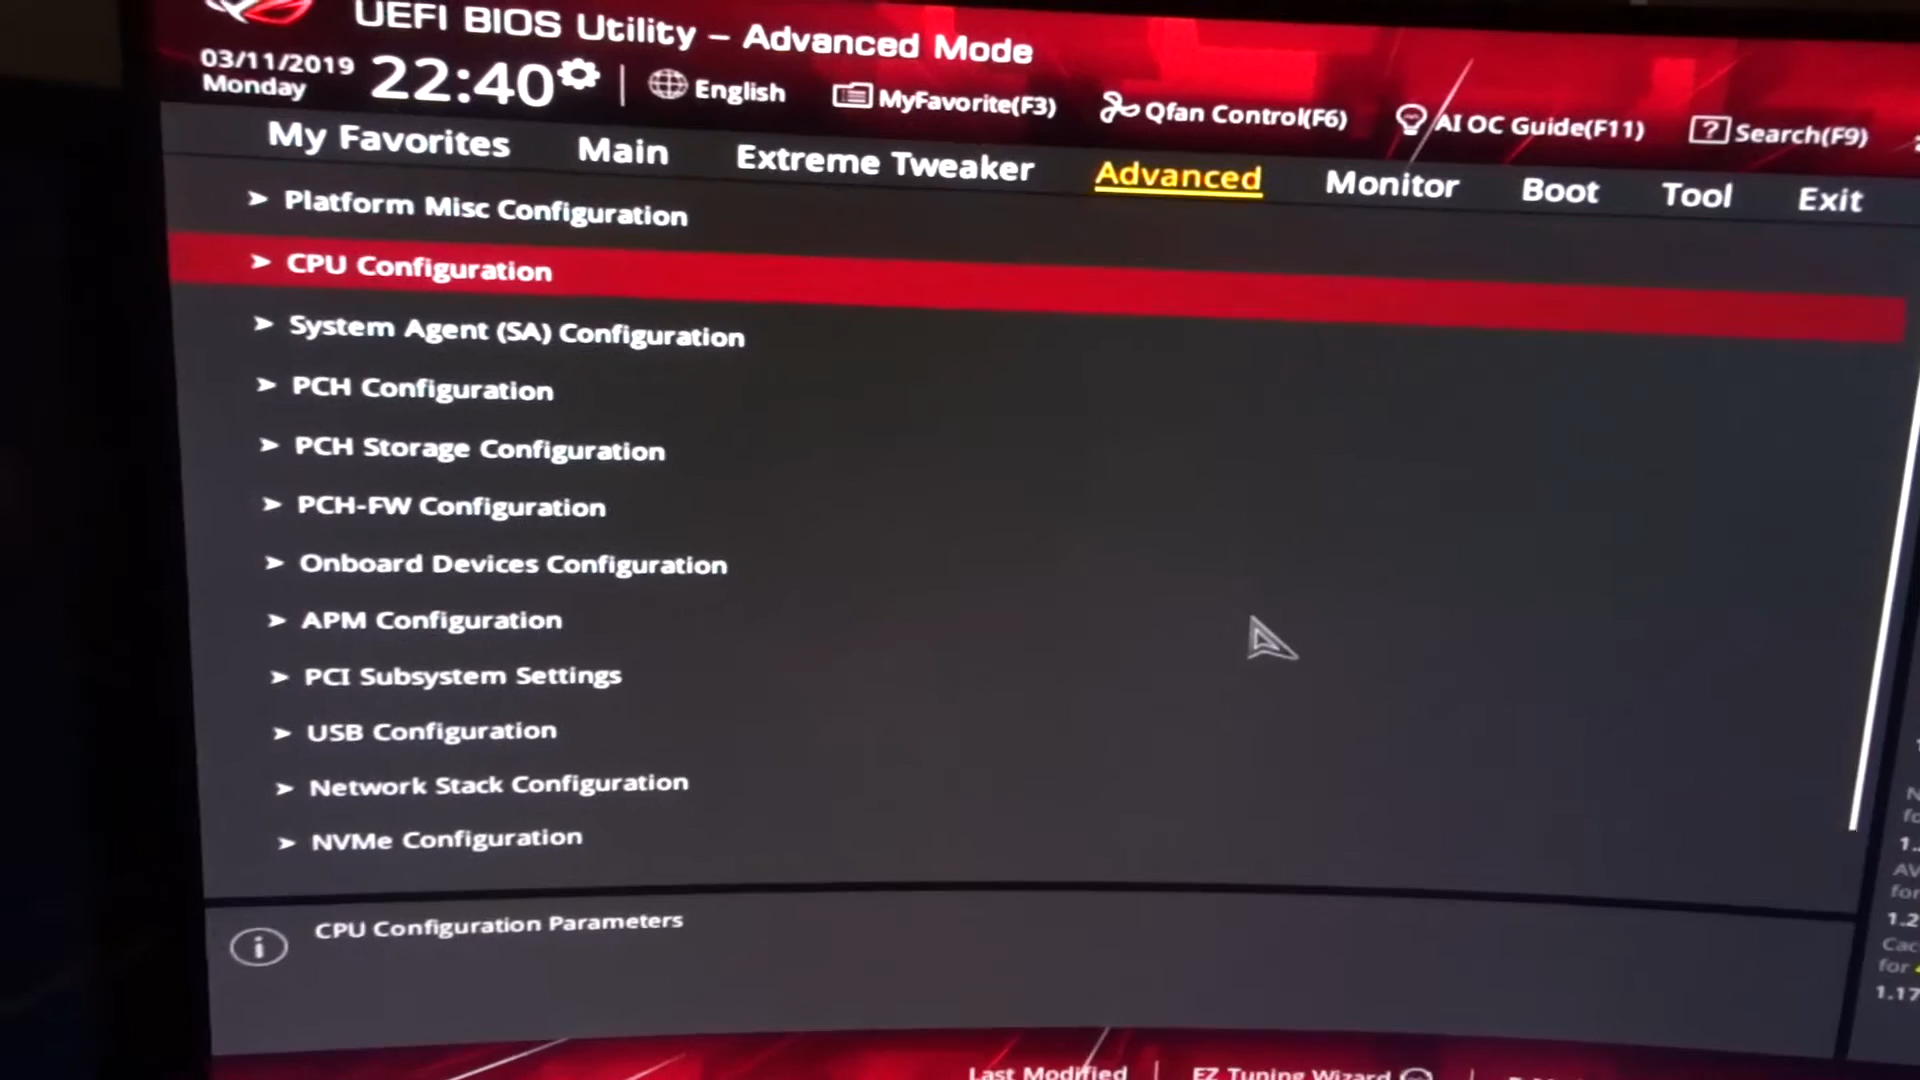 UEFI BIOS Utility – Advanced Mode
03/11/2019
Monday
22:40
English
MyFavorite(F3)
Qfan Control(F6)
AI OC Guide(F11)
Search(F9)
My Favorites
Main
Extreme Tweaker
Advanced
Monitor
Boot
Tool
Exit
Platform Misc Configuration
CPU Configuration
System Agent (SA) Configuration
PCH Configuration
PCH Storage Configuration
PCH-FW Configuration
Onboard Devices Configuration
APM Configuration
PCI Subsystem Settings
USB Configuration
Network Stack Configuration
NVMe Configuration
CPU Configuration Parameters
for
for
Last Modified
EZ Tuning Wizard